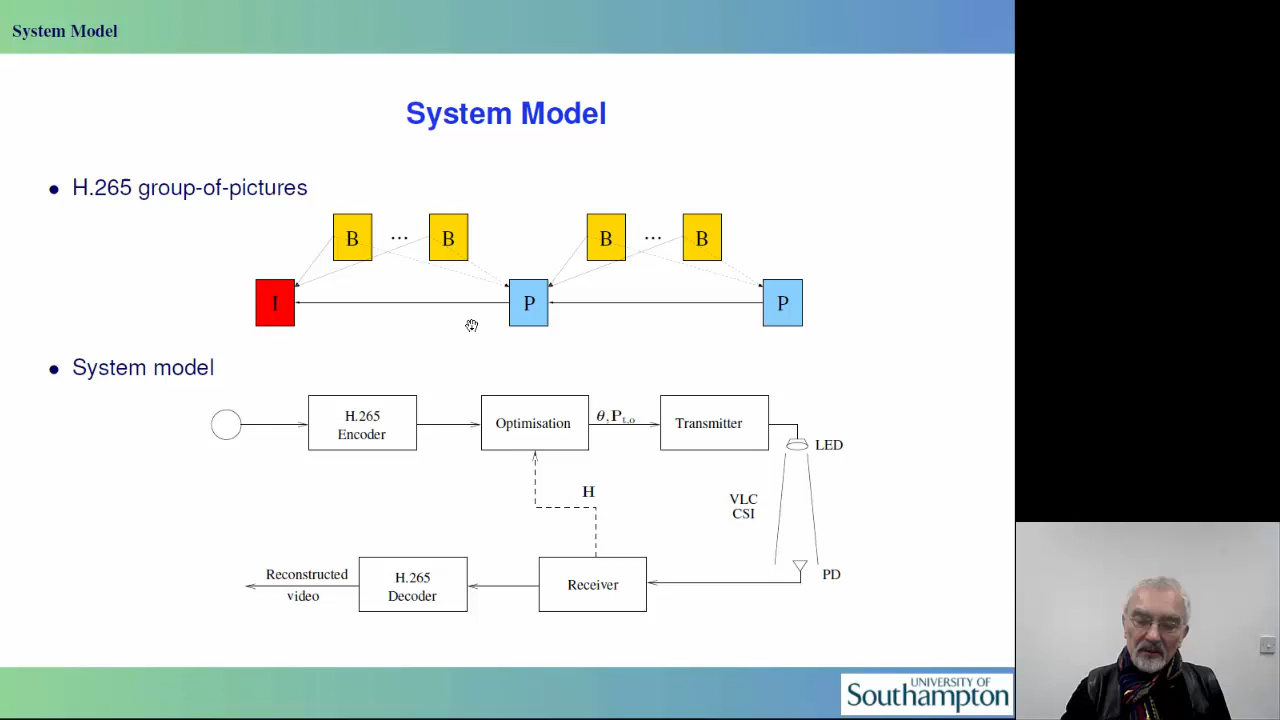 System Model
System Model
• H.265 group-of-pictures
B ... B B ... B
I P P
• System model
H.265
Encoder
Optimisation
θ, P_t,o
Transmitter
LED
H
VLC
CSI
Reconstructed
video
H.265
Decoder
Receiver
PD
UNIVERSITY OF
Southampton